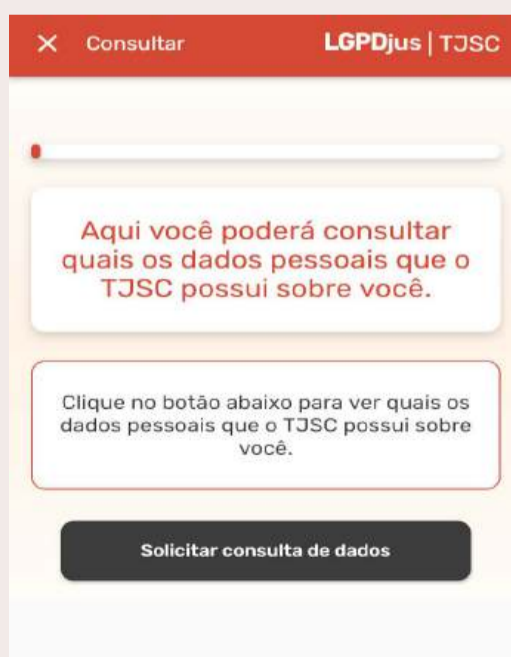 ✕ Consultar LGPDjus | TJSC
Aqui você poderá consultar
quais os dados pessoais que o
TJSC possui sobre você.
Clique no botão abaixo para ver quais os
dados pessoais que o TJSC possui sobre
você.
Solicitar consulta de dados